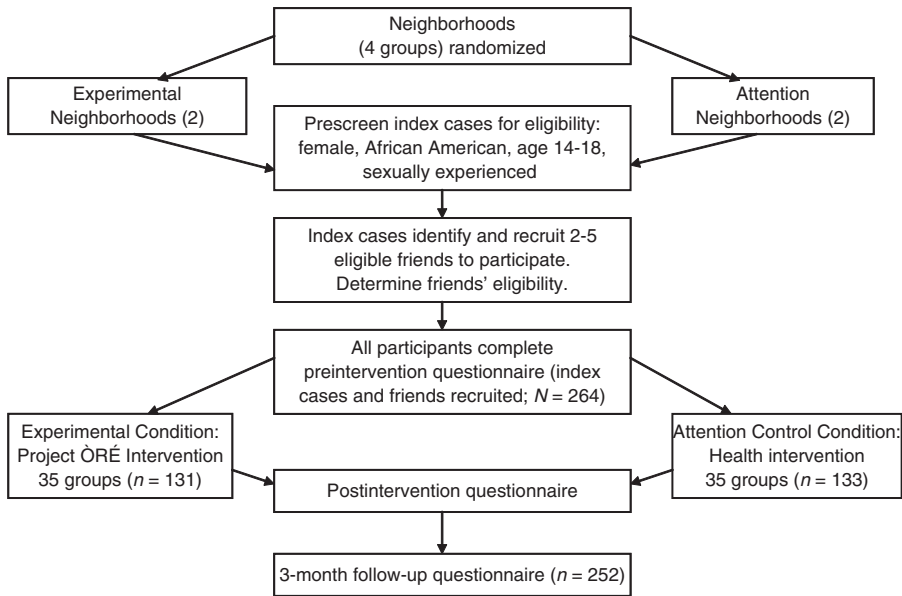 Neighborhoods
(4 groups) randomized
Experimental
Neighborhoods (2)
Attention
Neighborhoods (2)
Prescreen index cases for eligibility:
female, African American, age 14-18,
sexually experienced
Index cases identify and recruit 2-5
eligible friends to participate.
Determine friends’ eligibility.
All participants complete
preintervention questionnaire (index
cases and friends recruited; N = 264)
Experimental Condition:
Project ÒRÉ Intervention
35 groups (n = 131)
Attention Control Condition:
Health intervention
35 groups (n = 133)
Postintervention questionnaire
3-month follow-up questionnaire (n = 252)